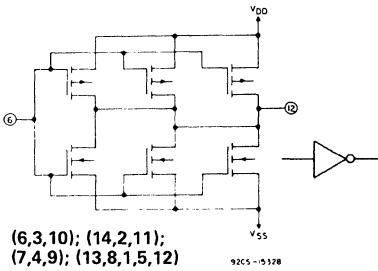 VDD
6
12
VSS
(6,3,10); (14,2,11);
(7,4,9); (13,8,1,5,12)
92CS-15328